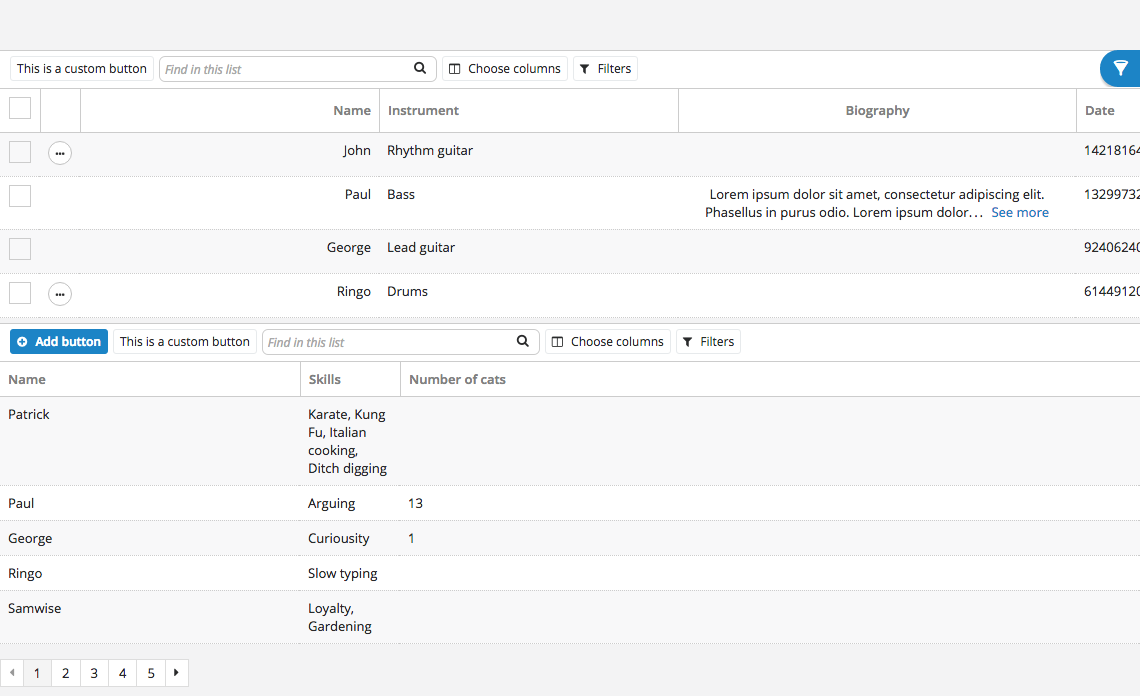 This is a custom button Find in this list Choose columns Filters
Name Instrument Biography Date
John Rhythm guitar 14218164
Paul Bass Lorem ipsum dolor sit amet, consectetur adipiscing elit. 13299732
Phasellus in purus odio. Lorem ipsum dolor... See more
George Lead guitar 92406240
Ringo Drums 61449120
Add button This is a custom button Find in this list Choose columns Filters
Name Skills Number of cats
Patrick Karate, Kung
Fu, Italian
cooking,
Ditch digging
Paul Arguing 13
George Curiousity 1
Ringo Slow typing
Samwise Loyalty,
Gardening
1 2 3 4 5